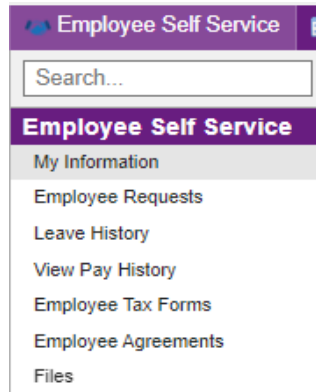 Employee Self Service
Search...
Employee Self Service
My Information
Employee Requests
Leave History
View Pay History
Employee Tax Forms
Employee Agreements
Files